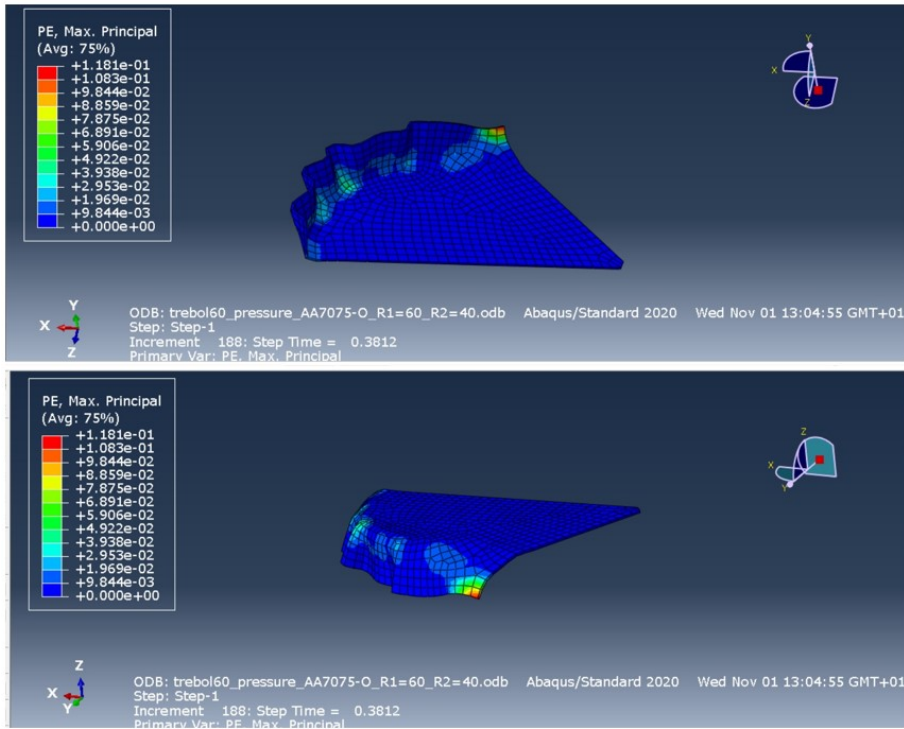 PE, Max. Principal
(Avg: 75%)
+1.181e-01
+1.083e-01
+9.844e-02
+8.859e-02
+7.875e-02
+6.891e-02
+5.906e-02
+4.922e-02
+3.938e-02
+2.953e-02
+1.969e-02
+9.844e-03
+0.000e+00
Y
X
Z
Y
X
Z
ODB: trebol60_pressure_AA7075-O_R1=60_R2=40.odb Abaqus/Standard 2020 Wed Nov 01 13:04:55 GMT+01
Step: Step-1
Increment 188: Step Time = 0.3812
Primary Var: PE, Max. Principal
PE, Max. Principal
(Avg: 75%)
+1.181e-01
+1.083e-01
+9.844e-02
+8.859e-02
+7.875e-02
+6.891e-02
+5.906e-02
+4.922e-02
+3.938e-02
+2.953e-02
+1.969e-02
+9.844e-03
+0.000e+00
Z
X
Y
Z
X
Y
ODB: trebol60_pressure_AA7075-O_R1=60_R2=40.odb Abaqus/Standard 2020 Wed Nov 01 13:04:55 GMT+01
Step: Step-1
Increment 188: Step Time = 0.3812
Primary Var: PE, Max. Principal